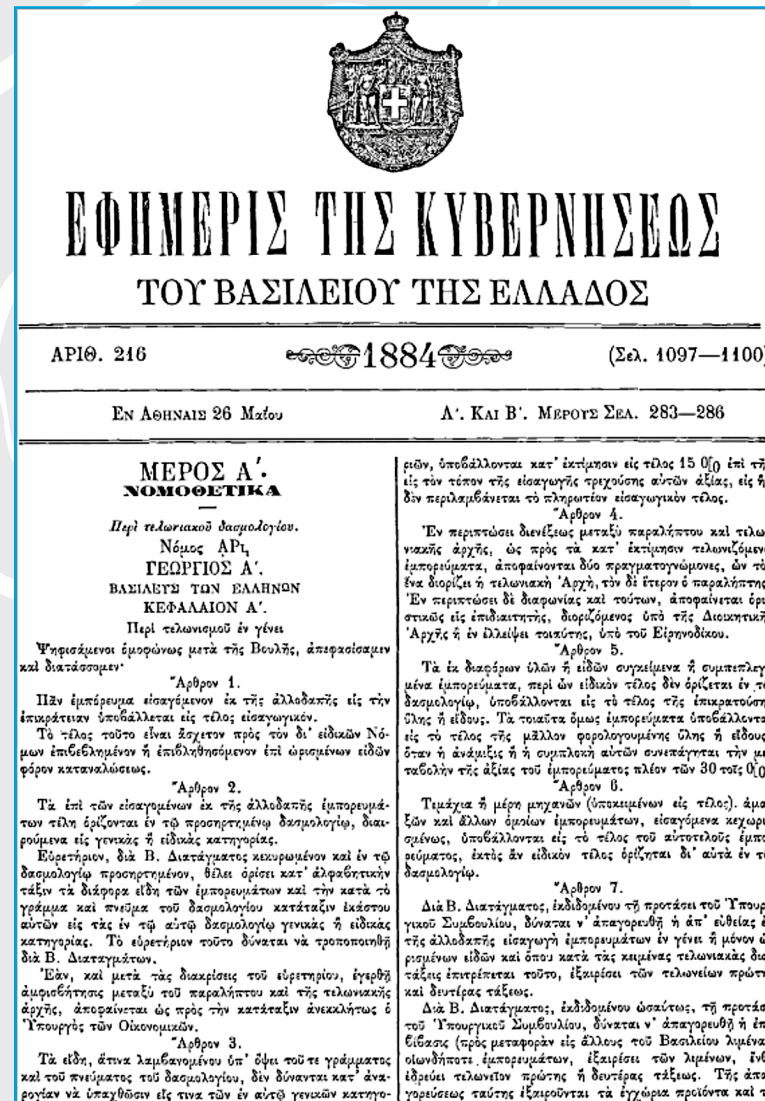 ΕΦΗΜΕΡΙΣ ΤΗΣ ΚΥΒΕΡΝΗΣΕΩΣ
ΤΟΥ ΒΑΣΙΛΕΙΟΥ ΤΗΣ ΕΛΛΑΔΟΣ
ΑΡΙΘ. 216
1884
(Σελ. 1097—1100)
ΕΝ ΑΘΗΝΑΙΣ 26 Μαΐου
Α′. ΚΑΙ Β′. ΜΕΡΟΥΣ ΣΕΛ. 283—286
ΜΕΡΟΣ Α′.
ΝΟΜΟΘΕΤΙΚΑ
Περὶ τελωνιακοῦ δασμολογίου.
Νόμος ΑΡι,
ΓΕΩΡΓΙΟΣ Α′.
ΒΑΣΙΛΕΥΣ ΤΩΝ ΕΛΛΗΝΩΝ
ΚΕΦΑΛΑΙΟΝ Α′.
Περὶ τελωνισμοῦ ἐν γένει
Ψηφισάμενοι ὁμοφώνως μετὰ τῆς Βουλῆς, ἀπεφασίσαμεν
καὶ διατάσσομεν·
Ἄρθρον 1.
Πᾶν ἐμπόρευμα εἰσαγόμενον ἐκ τῆς ἀλλοδαπῆς εἰς τὴν
ἐπικράτειαν ὑποβάλλεται εἰς τέλος εἰσαγωγικόν.
Τὸ τέλος τοῦτο εἶναι ἄσχετον πρὸς τὸν δι' εἰδικῶν Νό-
μων ἐπιβεβλημένον ἢ ἐπιβληθησόμενον ἐπὶ ὡρισμένων εἰδῶν
φόρον καταναλώσεως.
Ἄρθρον 2.
Τὰ ἐπὶ τῶν εἰσαγομένων ἐκ τῆς ἀλλοδαπῆς ἐμπορευμά-
των τέλη ὁρίζονται ἐν τῷ προσηρτημένῳ δασμολογίῳ, διαι-
ρούμενα εἰς γενικὰς ἢ εἰδικὰς κατηγορίας.
Εὑρετήριον, διὰ Β. Διατάγματος κεκυρωμένον καὶ ἐν τῷ
δασμολογίῳ προσηρτημένον, θέλει ὁρίσει κατ' ἀλφαβητικὴν
τάξιν τὰ διάφορα εἴδη τῶν ἐμπορευμάτων καὶ τὴν κατὰ τὸ
γράμμα καὶ πνεῦμα τοῦ δασμολογίου κατάταξιν ἑκάστου
αὐτῶν εἰς τὰς ἐν τῷ αὐτῷ δασμολογίῳ γενικὰς ἢ εἰδικὰς
κατηγορίας. Τὸ εὑρετήριον τοῦτο δύναται νὰ τροποποιηθῇ
διὰ Β. Διαταγμάτων.
Ἐὰν, καὶ μετὰ τὰς διακρίσεις τοῦ εὑρετηρίου, ἐγερθῇ
ἀμφισβήτησις μεταξὺ τοῦ παραλήπτου καὶ τῆς τελωνιακῆς
ἀρχῆς, ἀποφαίνεται ὡς πρὸς τὴν κατάταξιν ἀνεκκλήτως ὁ
Ὑπουργὸς τῶν Οἰκονομικῶν.
Ἄρθρον 3.
Τὰ εἴδη, ἅτινα λαμβανομένου ὑπ' ὄψει τοῦ τε γράμματος
καὶ τοῦ πνεύματος τοῦ δασμολογίου, δὲν δύνανται κατ' ἀνα-
λογίαν νὰ ὑπαχθῶσιν εἴς τινα τῶν ἐν αὐτῷ γενικῶν κατηγο-
ριῶν, ὑποβάλλονται κατ' ἐκτίμησιν εἰς τέλος 15 0[0 ἐπὶ τῆ
εἰς τὸν τόπον τῆς εἰσαγωγῆς τρεχούσης αὐτῶν ἀξίας, εἰς ἣ
δὲν περιλαμβάνεται τὸ πληρωτέον εἰσαγωγικὸν τέλος.
Ἄρθρον 4.
Ἐν περιπτώσει διενέξεως μεταξὺ παραλήπτου καὶ τελω
νιακῆς ἀρχῆς, ὡς πρὸς τὰ κατ' ἐκτίμησιν τελωνιζόμεν
ἐμπορεύματα, ἀποφαίνονται δύο πραγματογνώμονες, ὧν τὸ
ἕνα διορίζει ἡ τελωνιακὴ Ἀρχὴ, τὸν δὲ ἕτερον ὁ παραλήπτης
Ἐν περιπτώσει δὲ διαφωνίας καὶ τούτων, ἀποφαίνεται ὁρι
στικῶς εἷς ἐπιδιαιτητὴς, διοριζόμενος ὑπὸ τῆς Διοικητικῆ
Ἀρχῆς ἢ ἐν ἐλλείψει τοιαύτης, ὑπὸ τοῦ Εἰρηνοδίκου.
Ἄρθρον 5.
Τὰ ἐκ διαφόρων ὑλῶν ἢ εἰδῶν συγκείμενα ἢ συμπεπλεγ
μένα ἐμπορεύματα, περὶ ὧν εἰδικὸν τέλος δὲν ὁρίζεται ἐν τ
δασμολογίῳ, ὑποβάλλονται εἰς τὸ τέλος τῆς ἐπικρατούση
ὕλης ἢ εἴδους. Τὰ τοιαῦτα ὅμως ἐμπορεύματα ὑποβάλλοντα
εἰς τὸ τέλος τῆς μᾶλλον φορολογουμένης ὕλης ἢ εἴδους
ὅταν ἡ ἀνάμιξις ἢ ἡ συμπλοκὴ αὐτῶν συνεπάγηται τὴν με
ταβολὴν τῆς ἀξίας τοῦ ἐμπορεύματος πλέον τῶν 30 τοῖς 0[0
Ἄρθρον 6.
Τεμάχια ἢ μέρη μηχανῶν (ὑποκειμένων εἰς τέλος). ἁμα
ξῶν καὶ ἄλλων ὁμοίων ἐμπορευμάτων, εἰσαγόμενα κεχωρι
σμένως, ὑποβάλλονται εἰς τὸ τέλος τοῦ αὐτοτελοῦς ἐμπο
ρεύματος, ἐκτὸς ἂν εἰδικὸν τέλος ὁρίζηται δι' αὐτὰ ἐν τ
δασμολογίῳ.
Ἄρθρον 7.
Διὰ Β. Διατάγματος, ἐκδιδομένου τῇ προτάσει τοῦ Ὑπουρ
γικοῦ Συμβουλίου, δύναται ν' ἀπαγορευθῇ ἡ ἀπ' εὐθείας ἐ
τῆς ἀλλοδαπῆς εἰσαγωγὴ ἐμπορευμάτων ἐν γένει ἢ μόνον ὡ
ρισμένων εἰδῶν καὶ ὅπου κατὰ τὰς κειμένας τελωνιακὰς δια
τάξεις ἐπιτρέπεται τοῦτο, ἐξαιρέσει τῶν τελωνείων πρώτη
καὶ δευτέρας τάξεως.
Διὰ Β. Διατάγματος, ἐκδιδομένου ὡσαύτως, τῇ προτάσ
τοῦ Ὑπουργικοῦ Συμβουλίου, δύναται ν' ἀπαγορευθῇ ἡ ἐπ
βίβασις (πρὸς μεταφορὰν εἰς ἄλλους τοῦ Βασιλείου λιμένα
οἱωνδήποτε ἐμπορευμάτων, ἐξαιρέσει τῶν λιμένων, ἔνθ
ἑδρεύει τελωνεῖον πρώτης ἢ δευτέρας τάξεως. Τῆς ἀπα
γορεύσεως ταύτης ἐξαιροῦνται τὰ ἐγχώρια προϊόντα καὶ τ